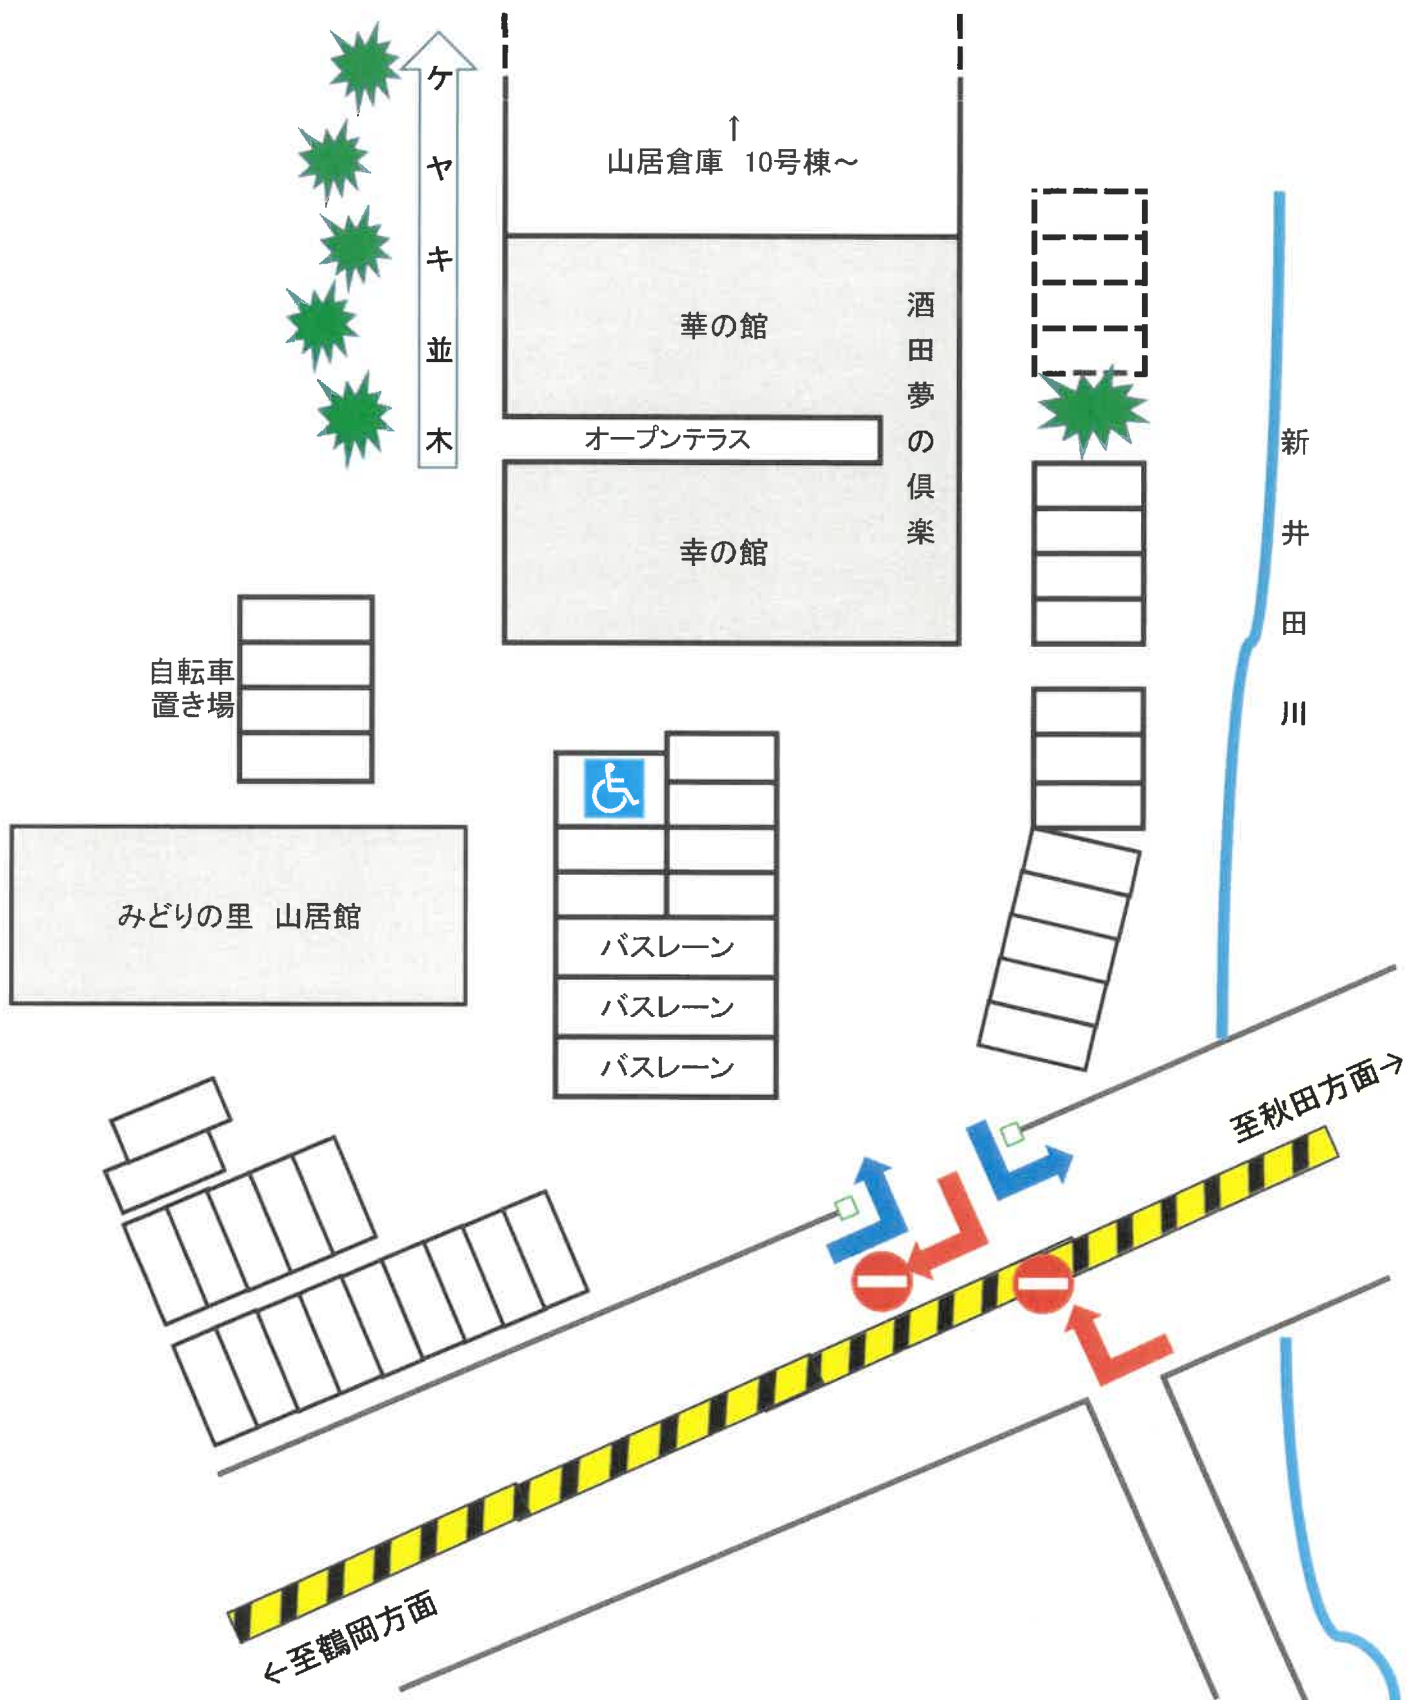 ケヤキ並木
↑
山居倉庫 10号棟～
華の館
酒田夢の倶楽
オープンテラス
幸の館
新井田川
自転車
置き場
みどりの里 山居館
バスレーン
バスレーン
バスレーン
至秋田方面→
←至鶴岡方面